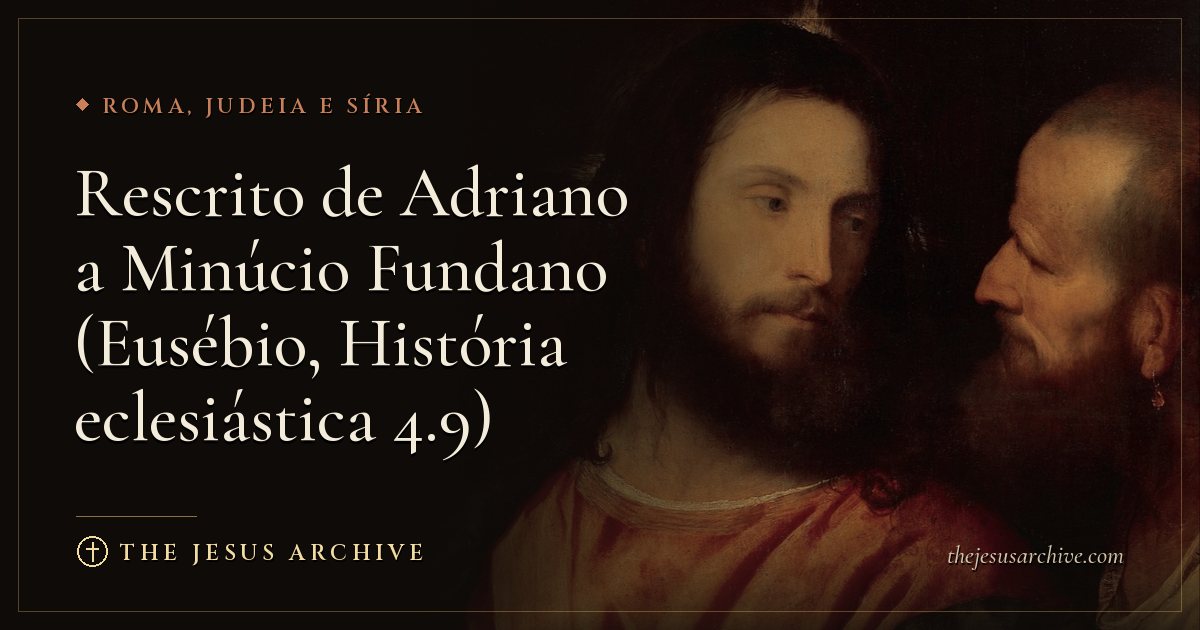 ROMA, JUDEIA E SÍRIA
Rescrito de Adriano
a Minúcio Fundano
(Eusébio, História
eclesiástica 4.9)
THE JESUS ARCHIVE
thejesusarchive.com